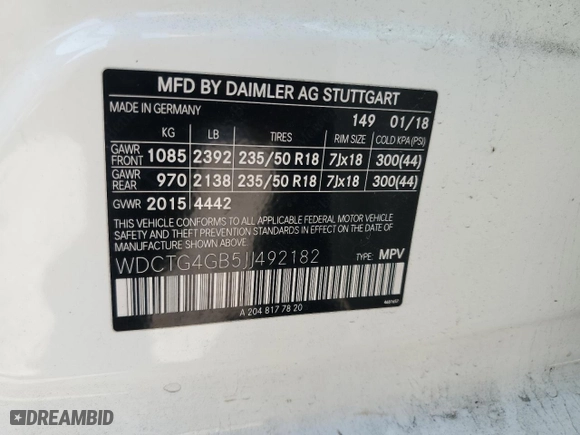 MFD BY DAIMLER AG STUTTGART
MADE IN GERMANY 149 01/18
KG LB TIRES RIM SIZE COLD KPA(PSI)
GAWR FRONT 1085 2392 235/50 R18 7Jx18 300(44)
GAWR REAR 970 2138 235/50 R18 7Jx18 300(44)
GVWR 2015 4442
THIS VEHICLE CONFORMS TO ALL APPLICABLE FEDERAL MOTOR VEHICLE
SAFETY AND THEFT PREVENTION STANDARDS IN EFFECT ON THE DATE
OF MANUFACTURE SHOWN ABOVE.
WDCTG4GB5JJ492182 TYPE: MPV
A 204 817 78 20
DREAMBID